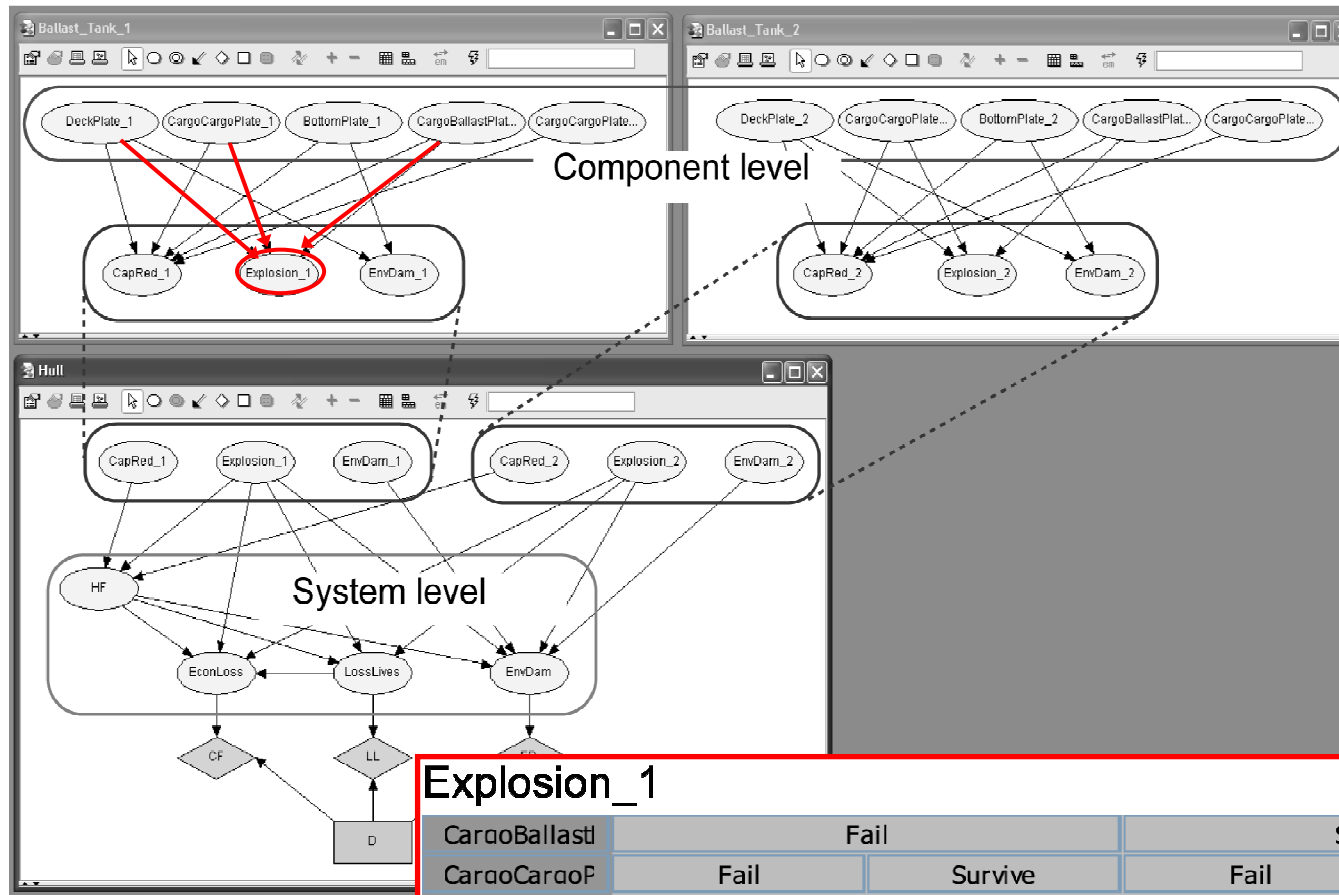 Ballast_Tank_1
DeckPlate_1
CargoCargoPlate_1
BottomPlate_1
CargoBallastPlat...
CargoCargoPlate...
CapRed_1
Explosion_1
EnvDam_1
Ballast_Tank_2
DeckPlate_2
CargoCargoPlate...
BottomPlate_2
CargoBallastPlat...
CargoCargoPlate...
CapRed_2
Explosion_2
EnvDam_2
Component level
Hull
CapRed_1
Explosion_1
EnvDam_1
CapRed_2
Explosion_2
EnvDam_2
HF
System level
EconLoss
LossLives
EnvDam
CF
LL
D
Explosion_1
CargoBallastl
Fail
CargoCargoP
Fail
Survive
Fail